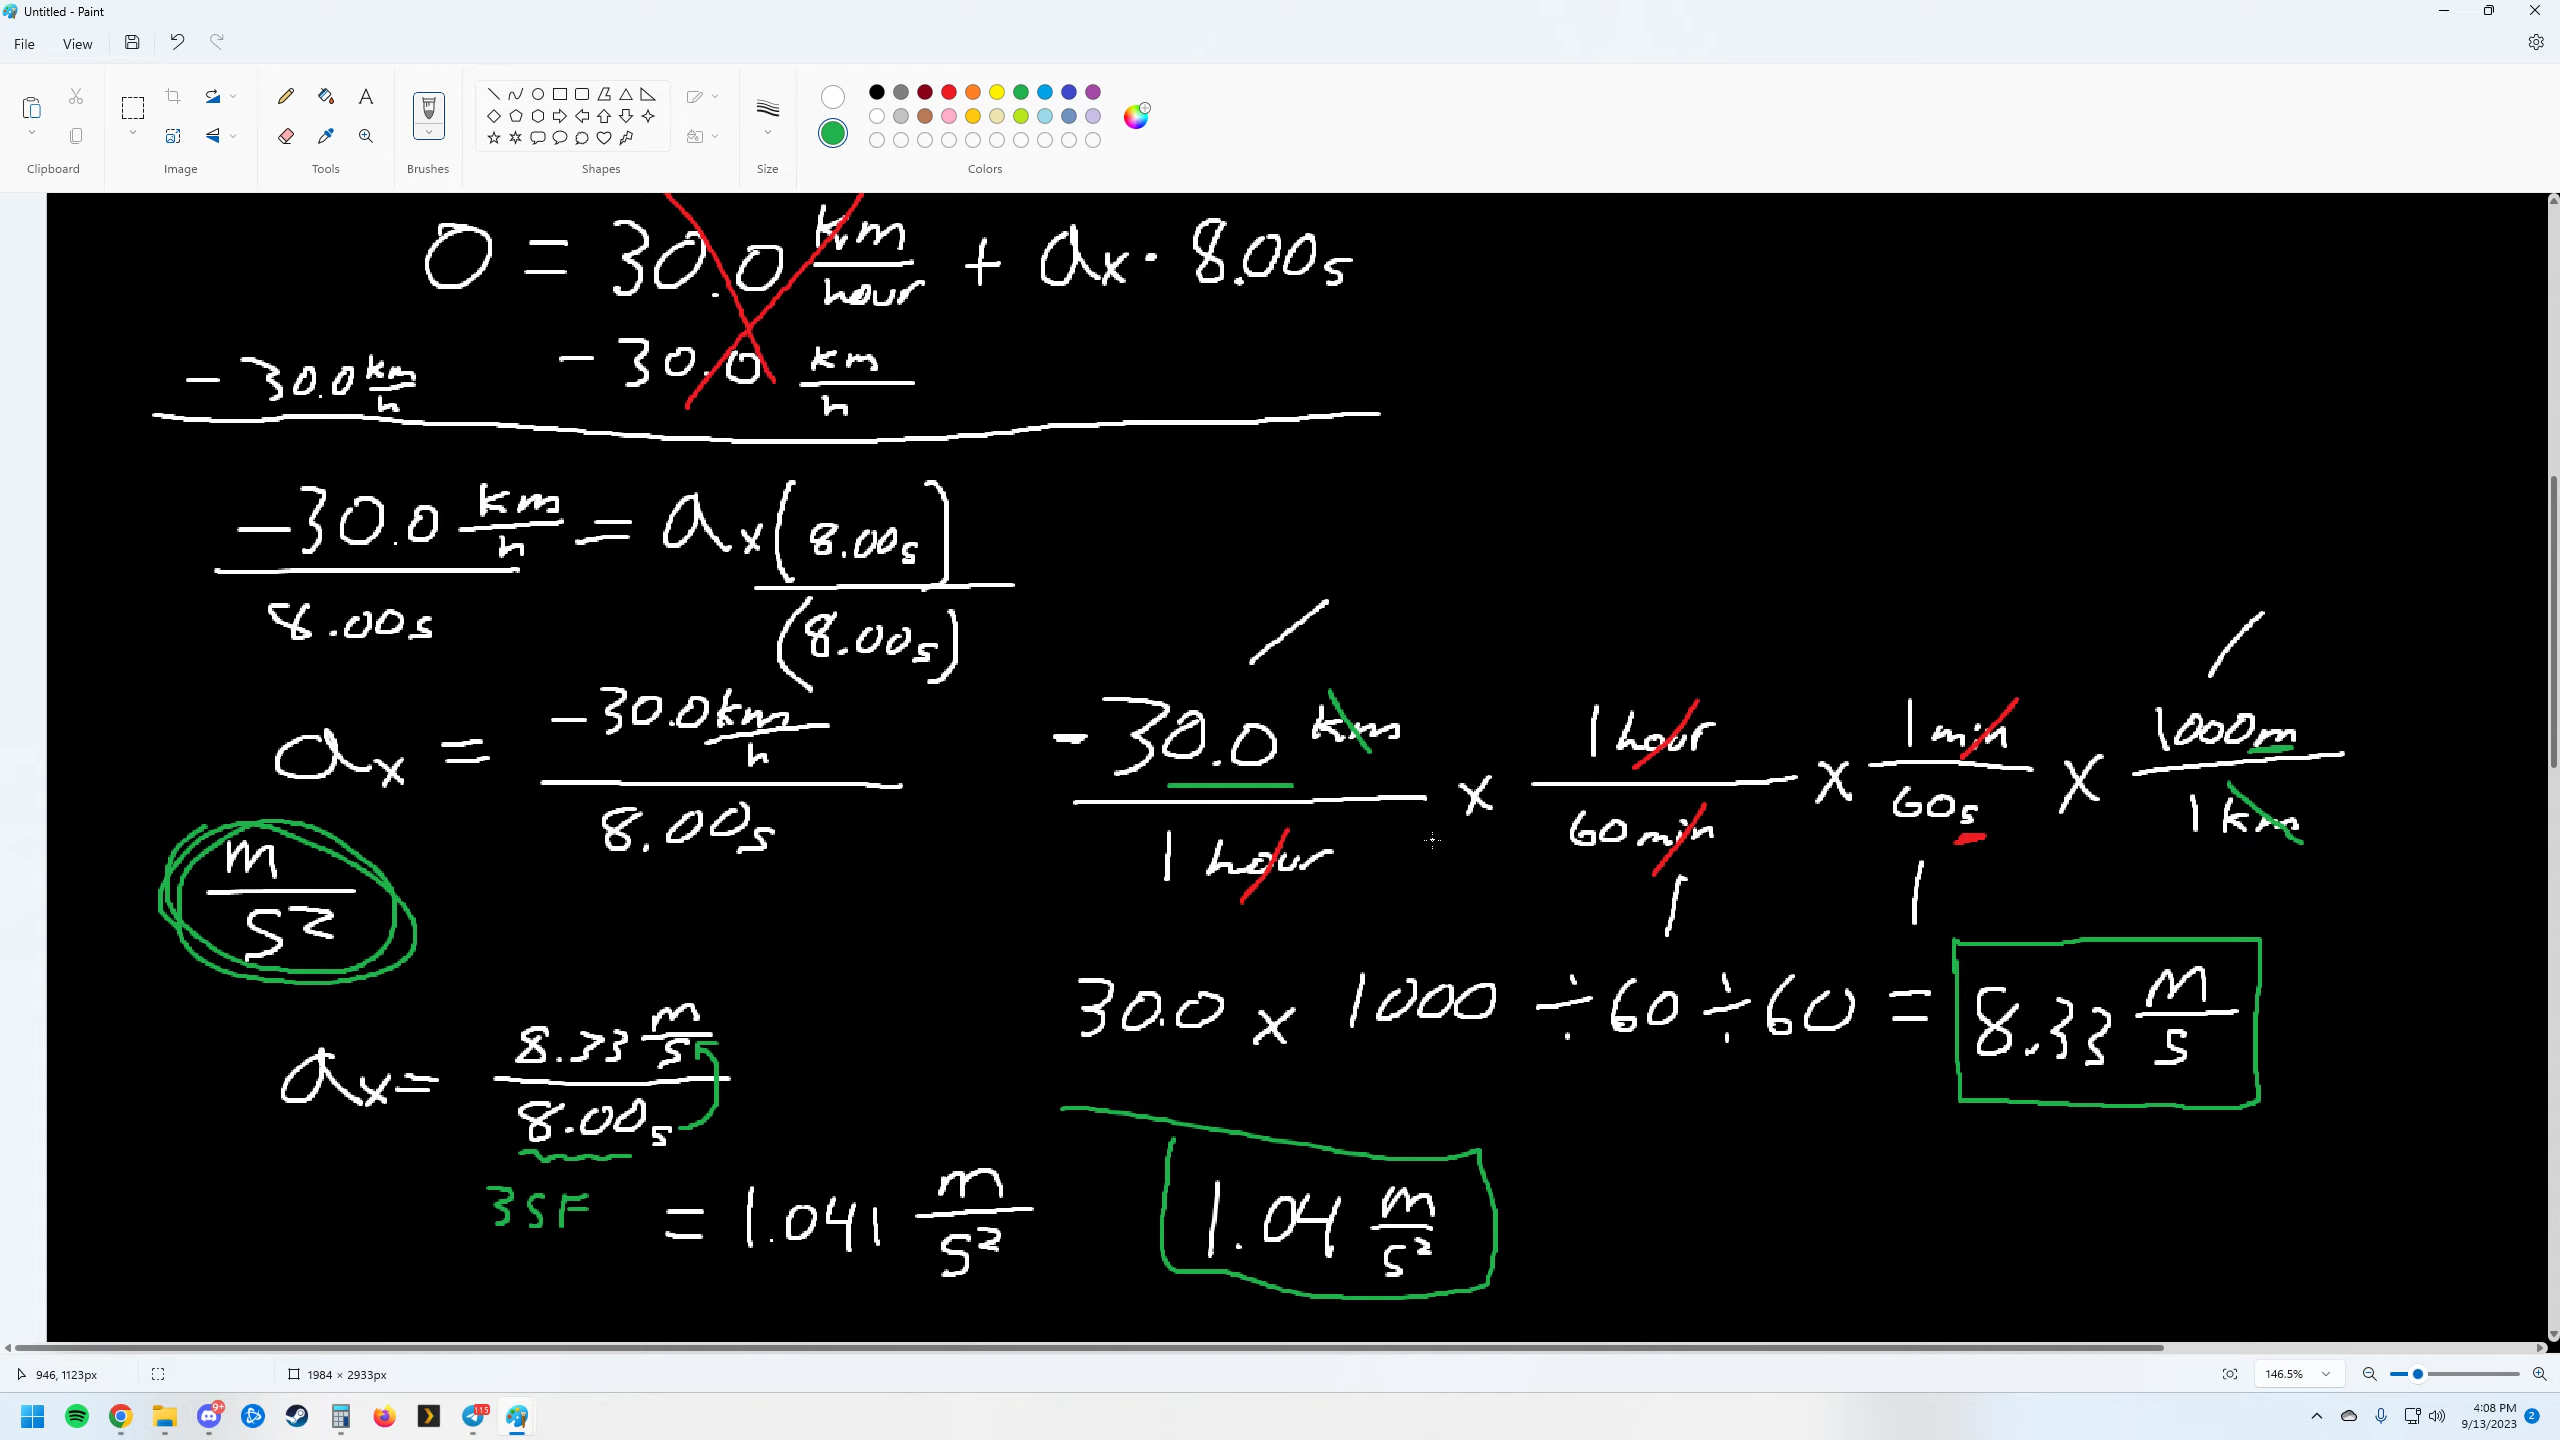 Untitled - Paint
File View
Clipboard Image Tools Brushes Shapes Size Colors
0 = 30.0 km/hour + ax · 8.00s
- 30.0 km/h - 30.0 km/h
-30.0 km/h = ax (8.00s)
8.00s (8.00s)
ax = -30.0 km/h / 8.00s
- 30.0 km / 1 hour x 1 hour / 60 min x 1 min / 60s x 1000m / 1 km
m/s²
30.0 x 1000 ÷ 60 ÷ 60 = 8.33 m/s
ax = 8.33 m/s / 8.00s
3SF
= 1.041 m/s² 1.04 m/s²
946, 1123px 1984 × 2933px 146.5%
9+ 115
4:08 PM
9/13/2023 2